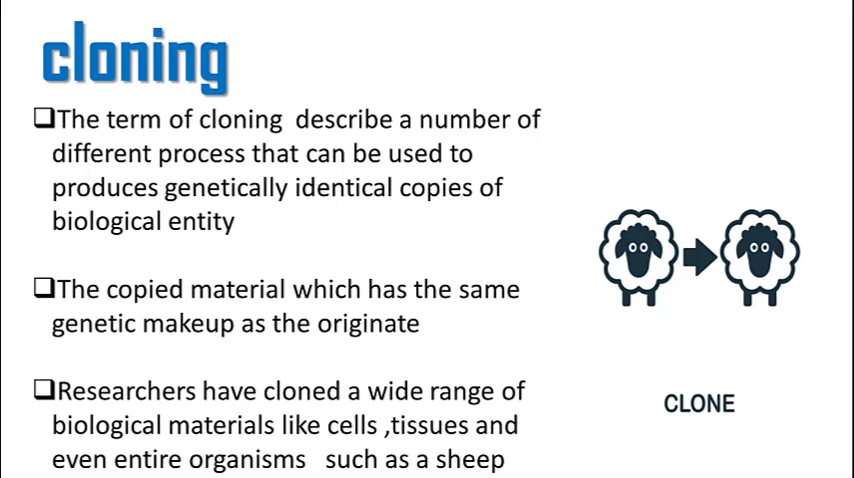 cloning
❑The term of cloning  describe a number of
different process that can be used to
produces genetically identical copies of
biological entity
❑The copied material which has the same
genetic makeup as the originate
❑Researchers have cloned a wide range of
biological materials like cells ,tissues and
even entire organisms   such as a sheep
CLONE